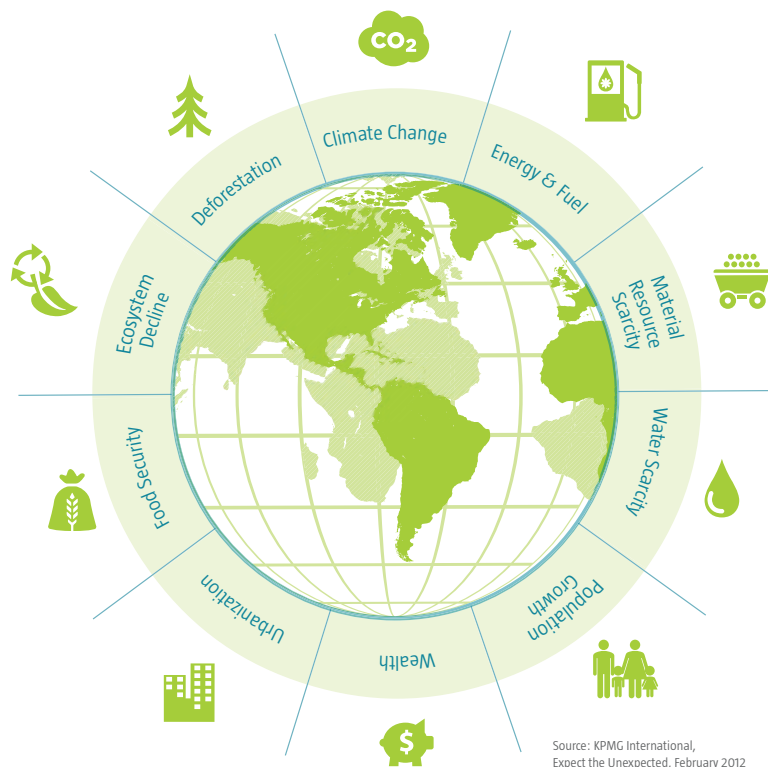 CO2
Climate Change
Energy & Fuel
Material
Resource
Scarcity
Water Scarcity
Population
Growth
Wealth
Urbanization
Food Security
Ecosystem
Decline
Deforestation
$
Source: KPMG International,
Expect the Unexpected. February 2012